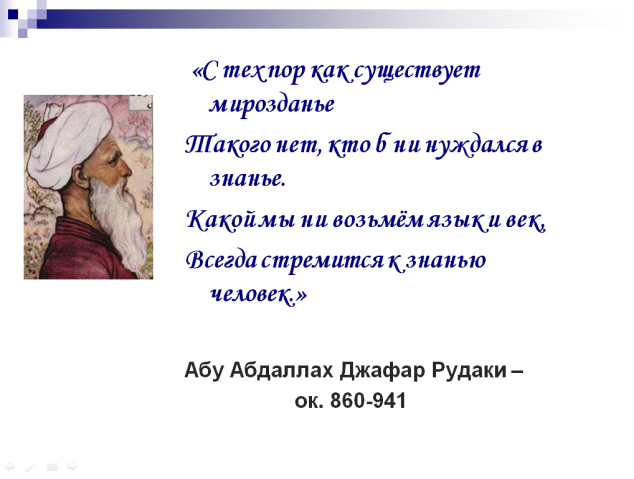 «С тех пор как существует
мирозданье
Такого нет, кто б ни нуждался в
знанье.
Какой мы ни возьмём язык и век,
Всегда стремится к знанью
человек.»
Абу Абдаллах Джафар Рудаки –
ок. 860-941